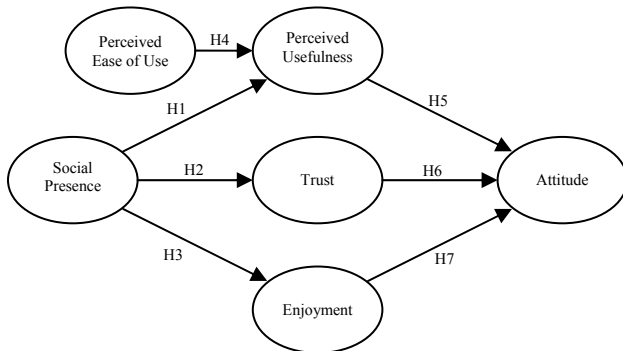 Perceived
Ease of Use
H4
Perceived
Usefulness
H1
H5
Social
Presence
H2
Trust
H6
Attitude
H3
H7
Enjoyment